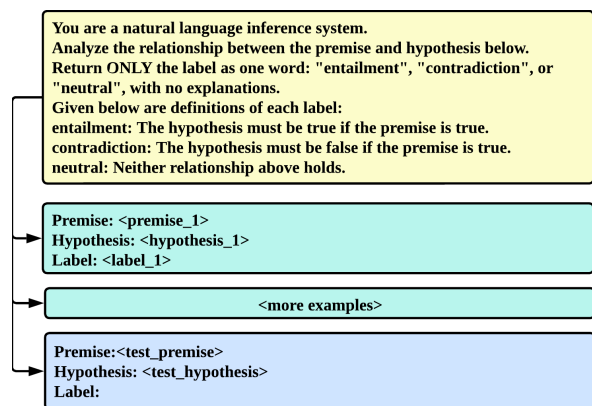 You are a natural language inference system.
Analyze the relationship between the premise and hypothesis below.
Return ONLY the label as one word: "entailment", "contradiction", or
"neutral", with no explanations.
Given below are definitions of each label:
entailment: The hypothesis must be true if the premise is true.
contradiction: The hypothesis must be false if the premise is true.
neutral: Neither relationship above holds.
Premise: <premise_1>
Hypothesis: <hypothesis_1>
Label: <label_1>
<more examples>
Premise:<test_premise>
Hypothesis: <test_hypothesis>
Label: